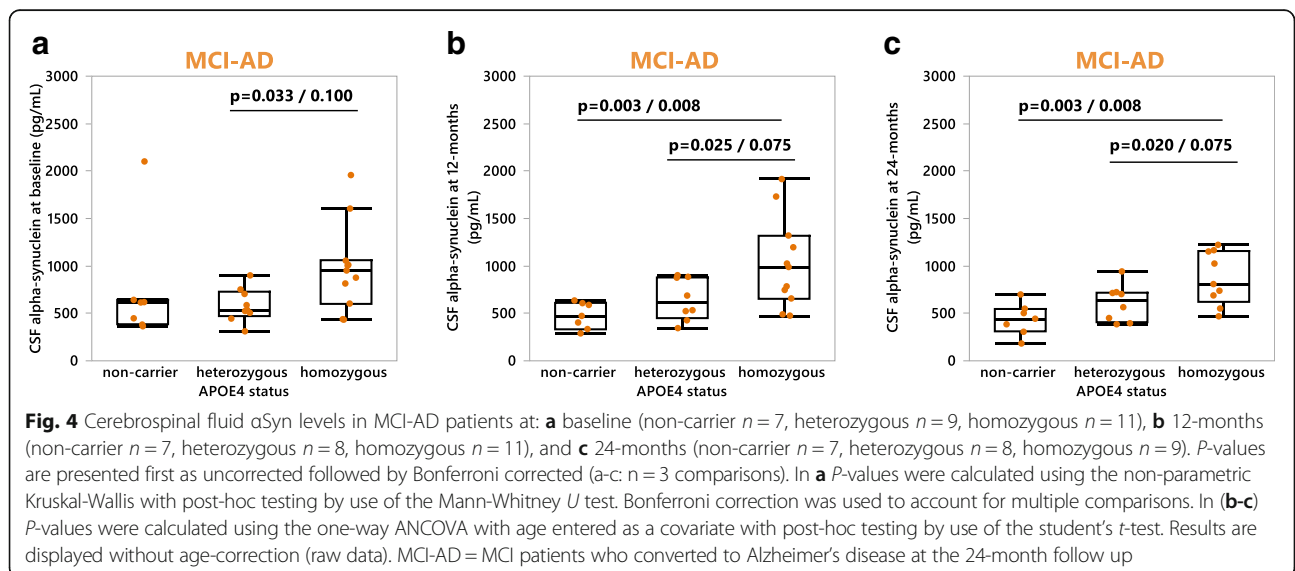 a
MCI-AD
CSF alpha-synuclein at baseline (pg/mL)
3000
2500
2000
1500
1000
500
0
p=0.033 / 0.100
non-carrier heterozygous homozygous
APOE4 status
b
MCI-AD
CSF alpha-synuclein at 12-months
(pg/mL)
3000
2500
2000
1500
1000
500
0
p=0.003 / 0.008
p=0.025 / 0.075
non-carrier heterozygous homozygous
APOE4 status
c
MCI-AD
CSF alpha-synuclein at 24-months
(pg/mL)
3000
2500
2000
1500
1000
500
0
p=0.003 / 0.008
p=0.020 / 0.075
non-carrier heterozygous homozygous
APOE4 status
Fig. 4 Cerebrospinal fluid αSyn levels in MCI-AD patients at: a baseline (non-carrier n = 7, heterozygous n = 9, homozygous n = 11), b 12-months
(non-carrier n = 7, heterozygous n = 8, homozygous n = 11), and c 24-months (non-carrier n = 7, heterozygous n = 8, homozygous n = 9). P-values
are presented first as uncorrected followed by Bonferroni corrected (a-c: n = 3 comparisons). In a P-values were calculated using the non-parametric
Kruskal-Wallis with post-hoc testing by use of the Mann-Whitney U test. Bonferroni correction was used to account for multiple comparisons. In (b-c)
P-values were calculated using the one-way ANCOVA with age entered as a covariate with post-hoc testing by use of the student's t-test. Results are
displayed without age-correction (raw data). MCI-AD = MCI patients who converted to Alzheimer's disease at the 24-month follow up